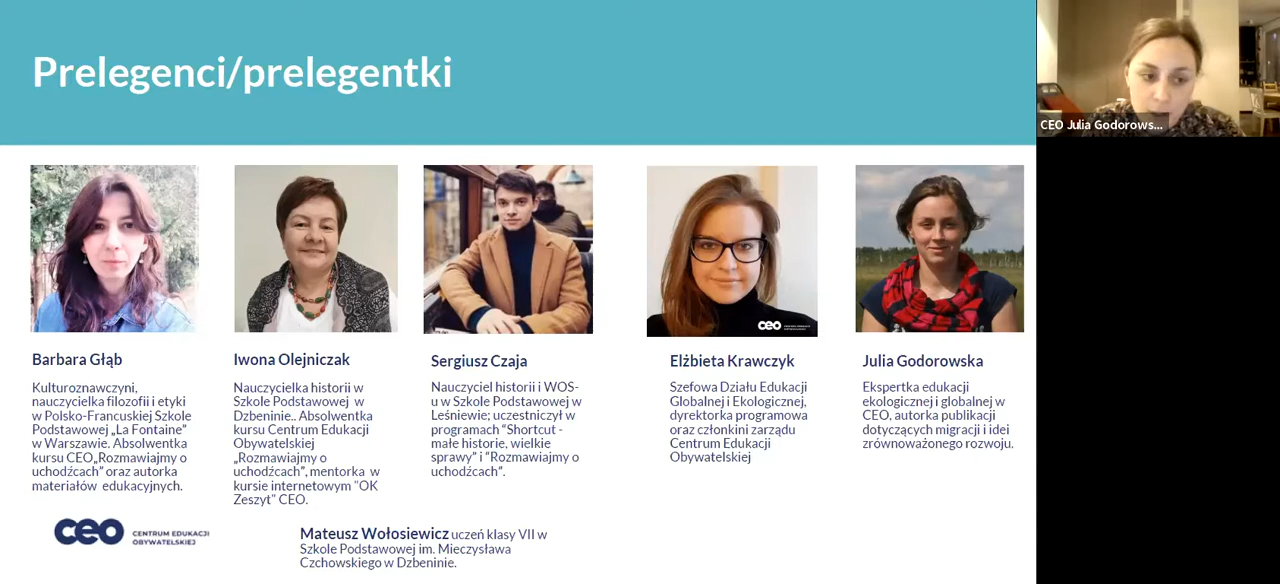 Prelegenci/prelegentki
CEO Julia Godorows...
ceo
Barbara Głąb
Kulturoznawczyni,
nauczycielka filozofii i etyki
w Polsko-Francuskiej Szkole
Podstawowej „La Fontaine”
w Warszawie. Absolwentka
kursu CEO„Rozmawiajmy o
uchodźcach” oraz autorka
materiałów edukacyjnych.
Iwona Olejniczak
Nauczycielka historii w
Szkole Podstawowej w
Dzbeninie.. Absolwentka
kursu Centrum Edukacji
Obywatelskiej
„Rozmawiajmy o
uchodźcach”, mentorka w
kursie internetowym "OK
Zeszyt" CEO.
Sergiusz Czaja
Nauczyciel historii i WOS-
u w Szkole Podstawowej w
Leśniewie; uczestniczył w
programach “Shortcut -
małe historie, wielkie
sprawy” i “Rozmawiajmy o
uchodźcach”.
Elżbieta Krawczyk
Szefowa Działu Edukacji
Globalnej i Ekologicznej,
dyrektorka programowa
oraz członkini zarządu
Centrum Edukacji
Obywatelskiej
Julia Godorowska
Ekspertka edukacji
ekologicznej i globalnej w
CEO, autorka publikacji
dotyczących migracji i idei
zrównoważonego rozwoju.
ceo CENTRUM EDUKACJI
OBYWATELSKIEJ
Mateusz Wołosiewicz uczeń klasy VII w
Szkole Podstawowej im. Mieczysława
Czchowskiego w Dzbeninie.